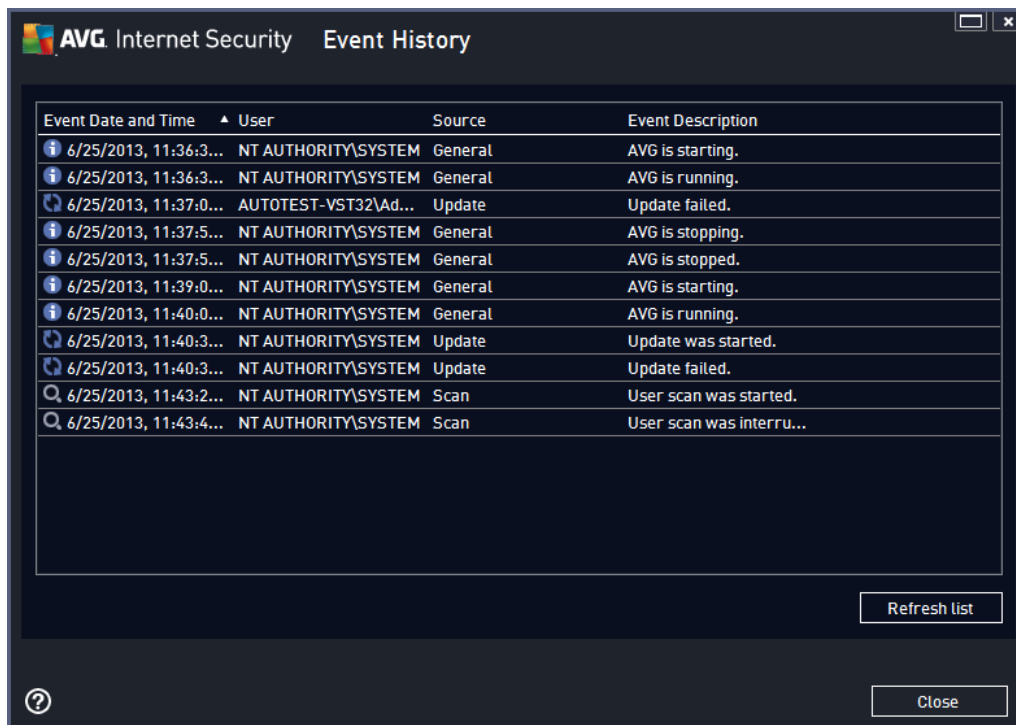 AVG. Internet Security Event History
Event Date and Time User Source Event Description
6/25/2013, 11:36:3... NT AUTHORITY\SYSTEM General AVG is starting.
6/25/2013, 11:36:3... NT AUTHORITY\SYSTEM General AVG is running.
6/25/2013, 11:37:0... AUTOTEST-VST32\Ad... Update Update failed.
6/25/2013, 11:37:5... NT AUTHORITY\SYSTEM General AVG is stopping.
6/25/2013, 11:37:5... NT AUTHORITY\SYSTEM General AVG is stopped.
6/25/2013, 11:39:0... NT AUTHORITY\SYSTEM General AVG is starting.
6/25/2013, 11:40:0... NT AUTHORITY\SYSTEM General AVG is running.
6/25/2013, 11:40:3... NT AUTHORITY\SYSTEM Update Update was started.
6/25/2013, 11:40:3... NT AUTHORITY\SYSTEM Update Update failed.
6/25/2013, 11:43:2... NT AUTHORITY\SYSTEM Scan User scan was started.
6/25/2013, 11:43:4... NT AUTHORITY\SYSTEM Scan User scan was interru...
Refresh list
Close